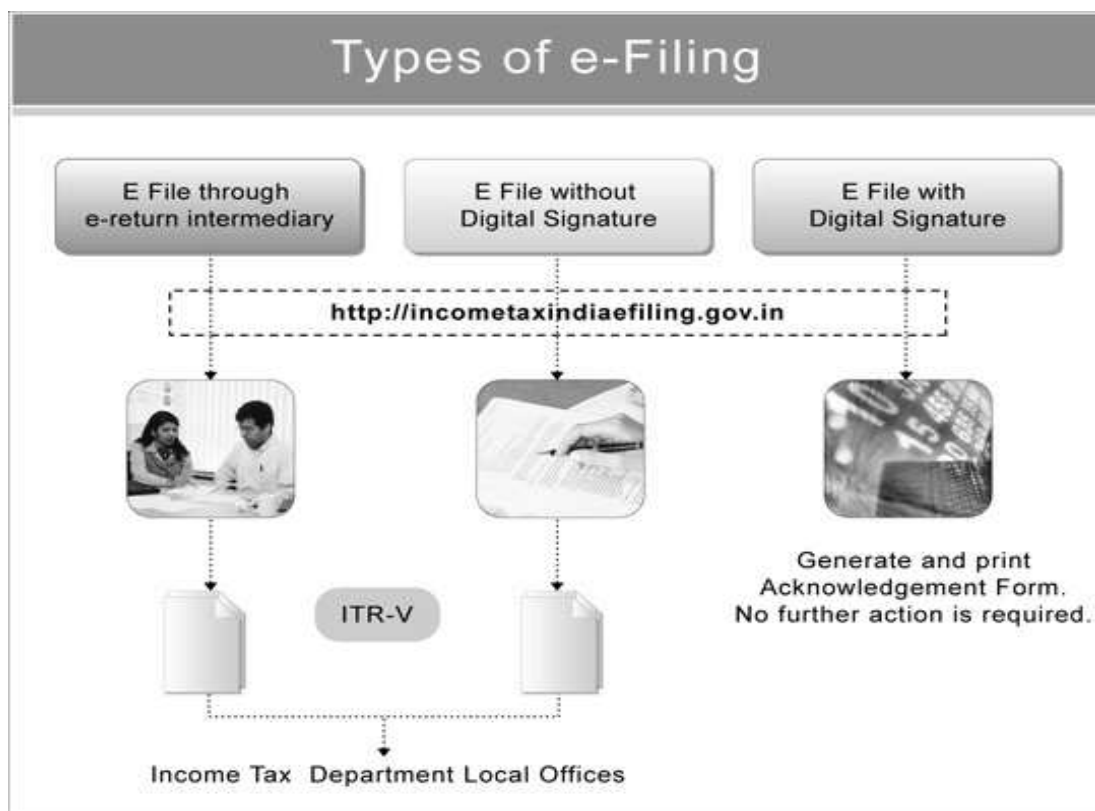 Types of e-Filing
E File through
e-return intermediary
E File without
Digital Signature
E File with
Digital Signature
http://incometaxindiaefiling.gov.in
Generate and print
Acknowledgement Form.
No further action is required.
ITR-V
Income Tax Department Local Offices